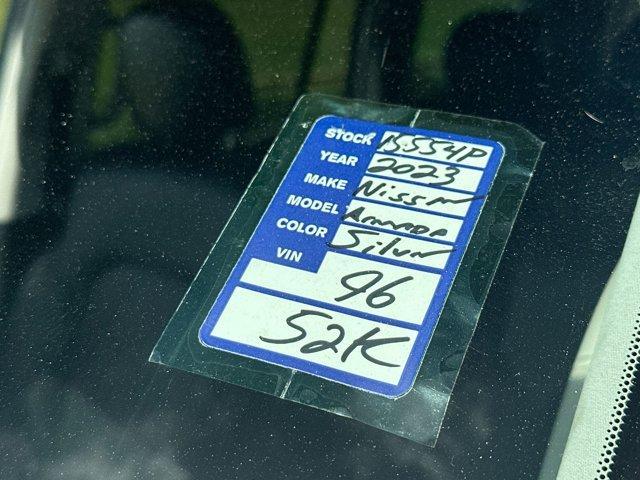 STOCK B554P
YEAR 2023
MAKE Nissan
MODEL Armada
COLOR Silver
VIN
96
52K